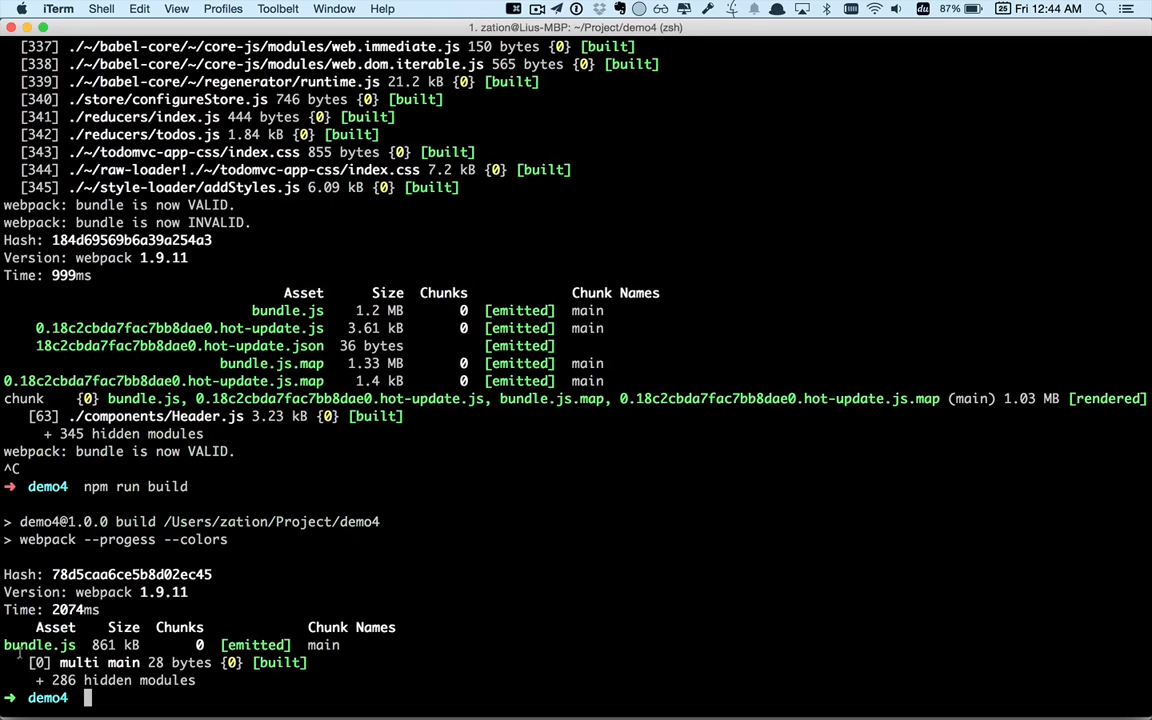 iTerm Shell Edit View Profiles Toolbelt Window Help 87% Fri 12:44 AM
1. zation@Lius-MBP: ~/Project/demo4 (zsh)
[337] ./~/babel-core/~/core-js/modules/web.immediate.js 150 bytes {0} [built]
[338] ./~/babel-core/~/core-js/modules/web.dom.iterable.js 565 bytes {0} [built]
[339] ./~/babel-core/~/regenerator/runtime.js 21.2 kB {0} [built]
[340] ./store/configureStore.js 746 bytes {0} [built]
[341] ./reducers/index.js 444 bytes {0} [built]
[342] ./reducers/todos.js 1.84 kB {0} [built]
[343] ./~/todomvc-app-css/index.css 855 bytes {0} [built]
[344] ./~/raw-loader!./~/todomvc-app-css/index.css 7.2 kB {0} [built]
[345] ./~/style-loader/addStyles.js 6.09 kB {0} [built]
webpack: bundle is now VALID.
webpack: bundle is now INVALID.
Hash: 184d69569b6a39a254a3
Version: webpack 1.9.11
Time: 999ms
Asset Size Chunks Chunk Names
bundle.js 1.2 MB 0 [emitted] main
0.18c2cbda7fac7bb8dae0.hot-update.js 3.61 kB 0 [emitted] main
18c2cbda7fac7bb8dae0.hot-update.json 36 bytes [emitted]
bundle.js.map 1.33 MB 0 [emitted] main
0.18c2cbda7fac7bb8dae0.hot-update.js.map 1.4 kB 0 [emitted] main
chunk {0} bundle.js, 0.18c2cbda7fac7bb8dae0.hot-update.js, bundle.js.map, 0.18c2cbda7fac7bb8dae0.hot-update.js.map (main) 1.03 MB [rendered]
[63] ./components/Header.js 3.23 kB {0} [built]
+ 345 hidden modules
webpack: bundle is now VALID.
^C
➜ demo4 npm run build
> demo4@1.0.0 build /Users/zation/Project/demo4
> webpack --progess --colors
Hash: 78d5caa6ce5b8d02ec45
Version: webpack 1.9.11
Time: 2074ms
Asset Size Chunks Chunk Names
bundle.js 861 kB 0 [emitted] main
[0] multi main 28 bytes {0} [built]
+ 286 hidden modules
➜ demo4